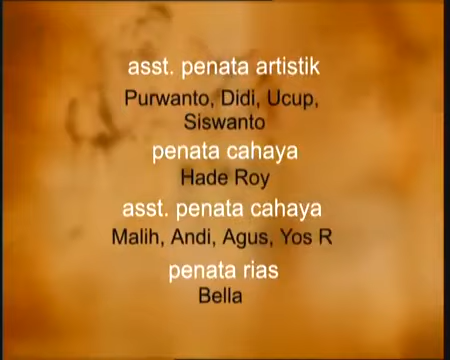 asst. penata artistik
Purwanto, Didi, Ucup,
Siswanto
penata cahaya
Hade Roy
asst. penata cahaya
Malih, Andi, Agus, Yos R
penata rias
Bella